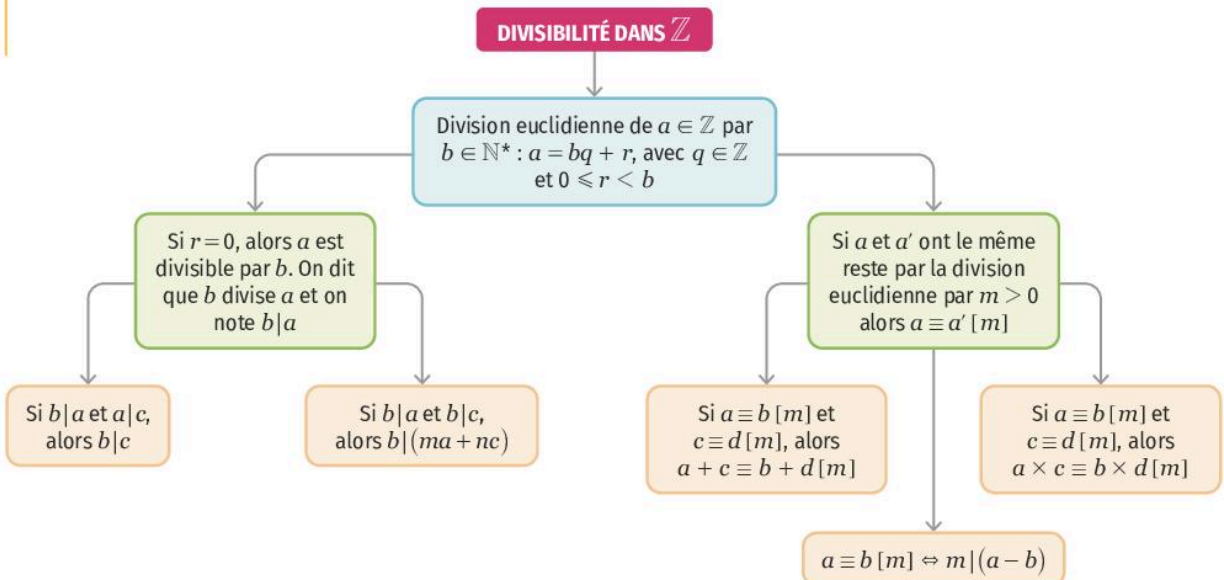 DIVISIBILITÉ DANS ℤ
Division euclidienne de a ∈ ℤ par
b ∈ ℕ* : a = bq + r, avec q ∈ ℤ
et 0 ⩽ r < b
Si r = 0, alors a est
divisible par b. On dit
que b divise a et on
note b|a
Si a et a′ ont le même
reste par la division
euclidienne par m > 0
alors a ≡ a′ [m]
Si b|a et a|c,
alors b|c
Si b|a et b|c,
alors b|(ma + nc)
Si a ≡ b [m] et
c ≡ d [m], alors
a + c ≡ b + d [m]
Si a ≡ b [m] et
c ≡ d [m], alors
a × c ≡ b × d [m]
a ≡ b [m] ⇔ m|(a − b)